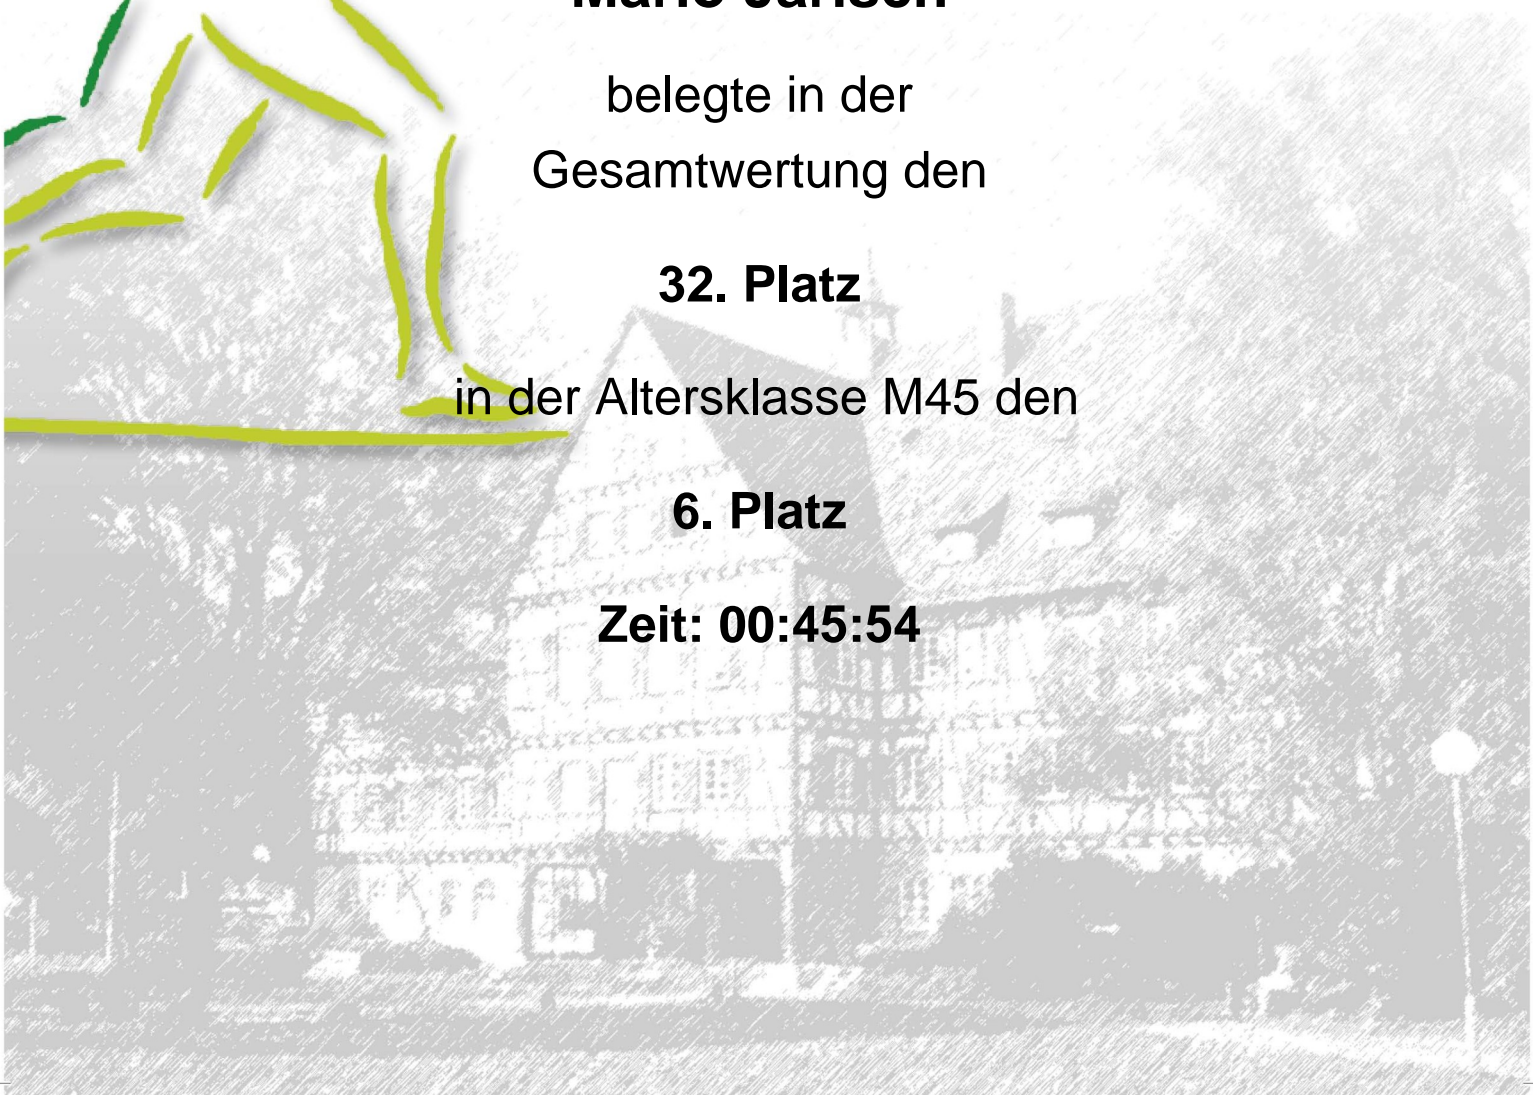 belegte in der
Gesamtwertung den
32. Platz
in der Altersklasse M45 den
6. Platz
Zeit: 00:45:54